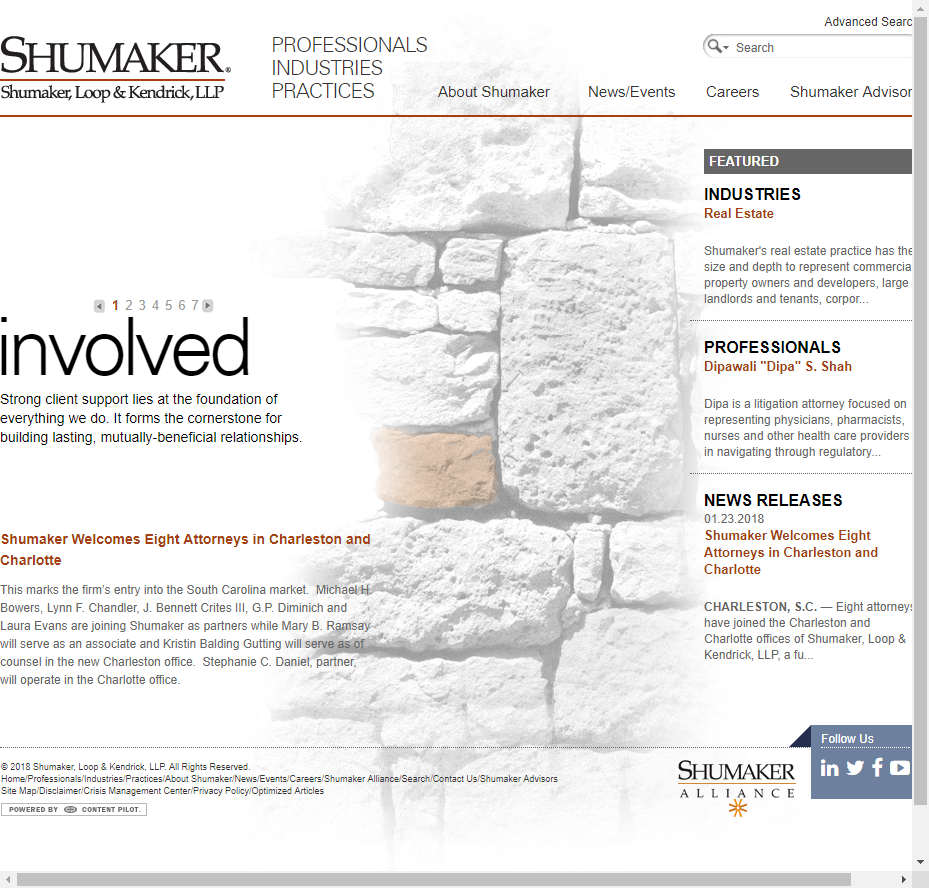 Advanced Searc
SHUMAKER®
Shumaker, Loop & Kendrick, LLP
PROFESSIONALS
INDUSTRIES
PRACTICES
Search
About Shumaker News/Events Careers Shumaker Advisor
1 2 3 4 5 6 7
involved
Strong client support lies at the foundation of
everything we do. It forms the cornerstone for
building lasting, mutually-beneficial relationships.
Shumaker Welcomes Eight Attorneys in Charleston and
Charlotte
This marks the firm's entry into the South Carolina market.  Michael H.
Bowers, Lynn F. Chandler, J. Bennett Crites III, G.P. Diminich and
Laura Evans are joining Shumaker as partners while Mary B. Ramsay
will serve as an associate and Kristin Balding Gutting will serve as of
counsel in the new Charleston office.  Stephanie C. Daniel, partner,
will operate in the Charlotte office.
FEATURED
INDUSTRIES
Real Estate
Shumaker's real estate practice has the
size and depth to represent commercia
property owners and developers, large
landlords and tenants, corpor...
PROFESSIONALS
Dipawali "Dipa" S. Shah
Dipa is a litigation attorney focused on
representing physicians, pharmacists,
nurses and other health care providers
in navigating through regulatory...
NEWS RELEASES
01.23.2018
Shumaker Welcomes Eight
Attorneys in Charleston and
Charlotte
CHARLESTON, S.C. — Eight attorneys
have joined the Charleston and
Charlotte offices of Shumaker, Loop &
Kendrick, LLP, a fu...
© 2018 Shumaker, Loop & Kendrick, LLP. All Rights Reserved.
Home/Professionals/Industries/Practices/About Shumaker/News/Events/Careers/Shumaker Alliance/Search/Contact Us/Shumaker Advisors
Site Map/Disclaimer/Crisis Management Center/Privacy Policy/Optimized Articles
POWERED BY CONTENT PILOT.
SHUMAKER
ALLIANCE
Follow Us